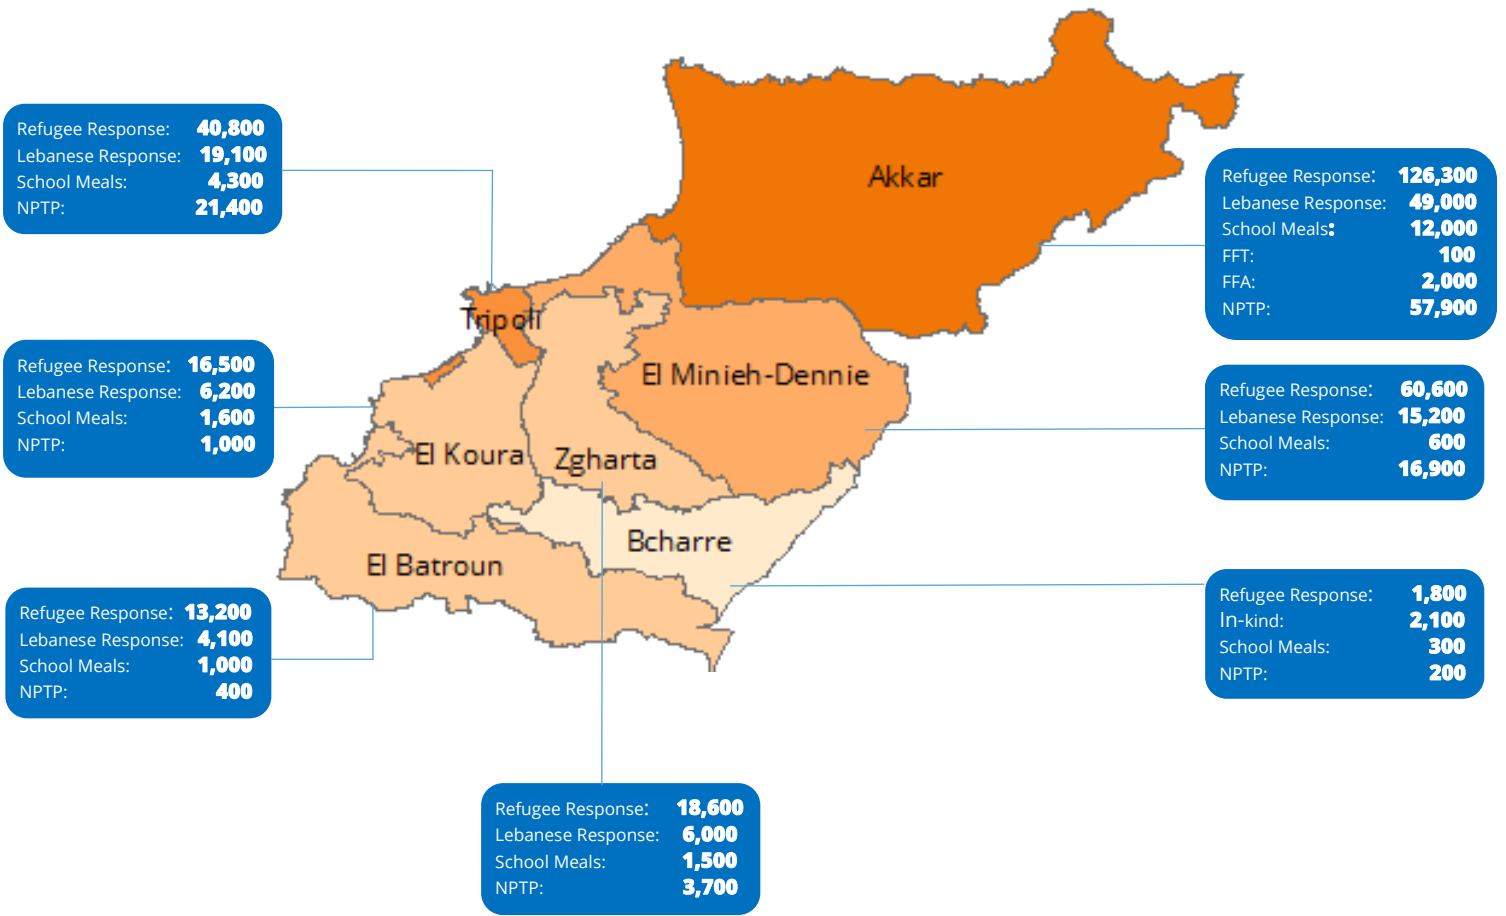 Refugee Response: 40,800
Lebanese Response: 19,100
School Meals: 4,300
NPTP: 21,400
Akkar
Refugee Response: 126,300
Lebanese Response: 49,000
School Meals: 12,000
FFT: 100
FFA: 2,000
NPTP: 57,900
Tripoli
Refugee Response: 16,500
Lebanese Response: 6,200
School Meals: 1,600
NPTP: 1,000
El Minieh-Dennie
Refugee Response: 60,600
Lebanese Response: 15,200
School Meals: 600
NPTP: 16,900
El Koura
Zgharta
Bcharre
El Batroun
Refugee Response: 13,200
Lebanese Response: 4,100
School Meals: 1,000
NPTP: 400
Refugee Response: 1,800
In-kind: 2,100
School Meals: 300
NPTP: 200
Refugee Response: 18,600
Lebanese Response: 6,000
School Meals: 1,500
NPTP: 3,700